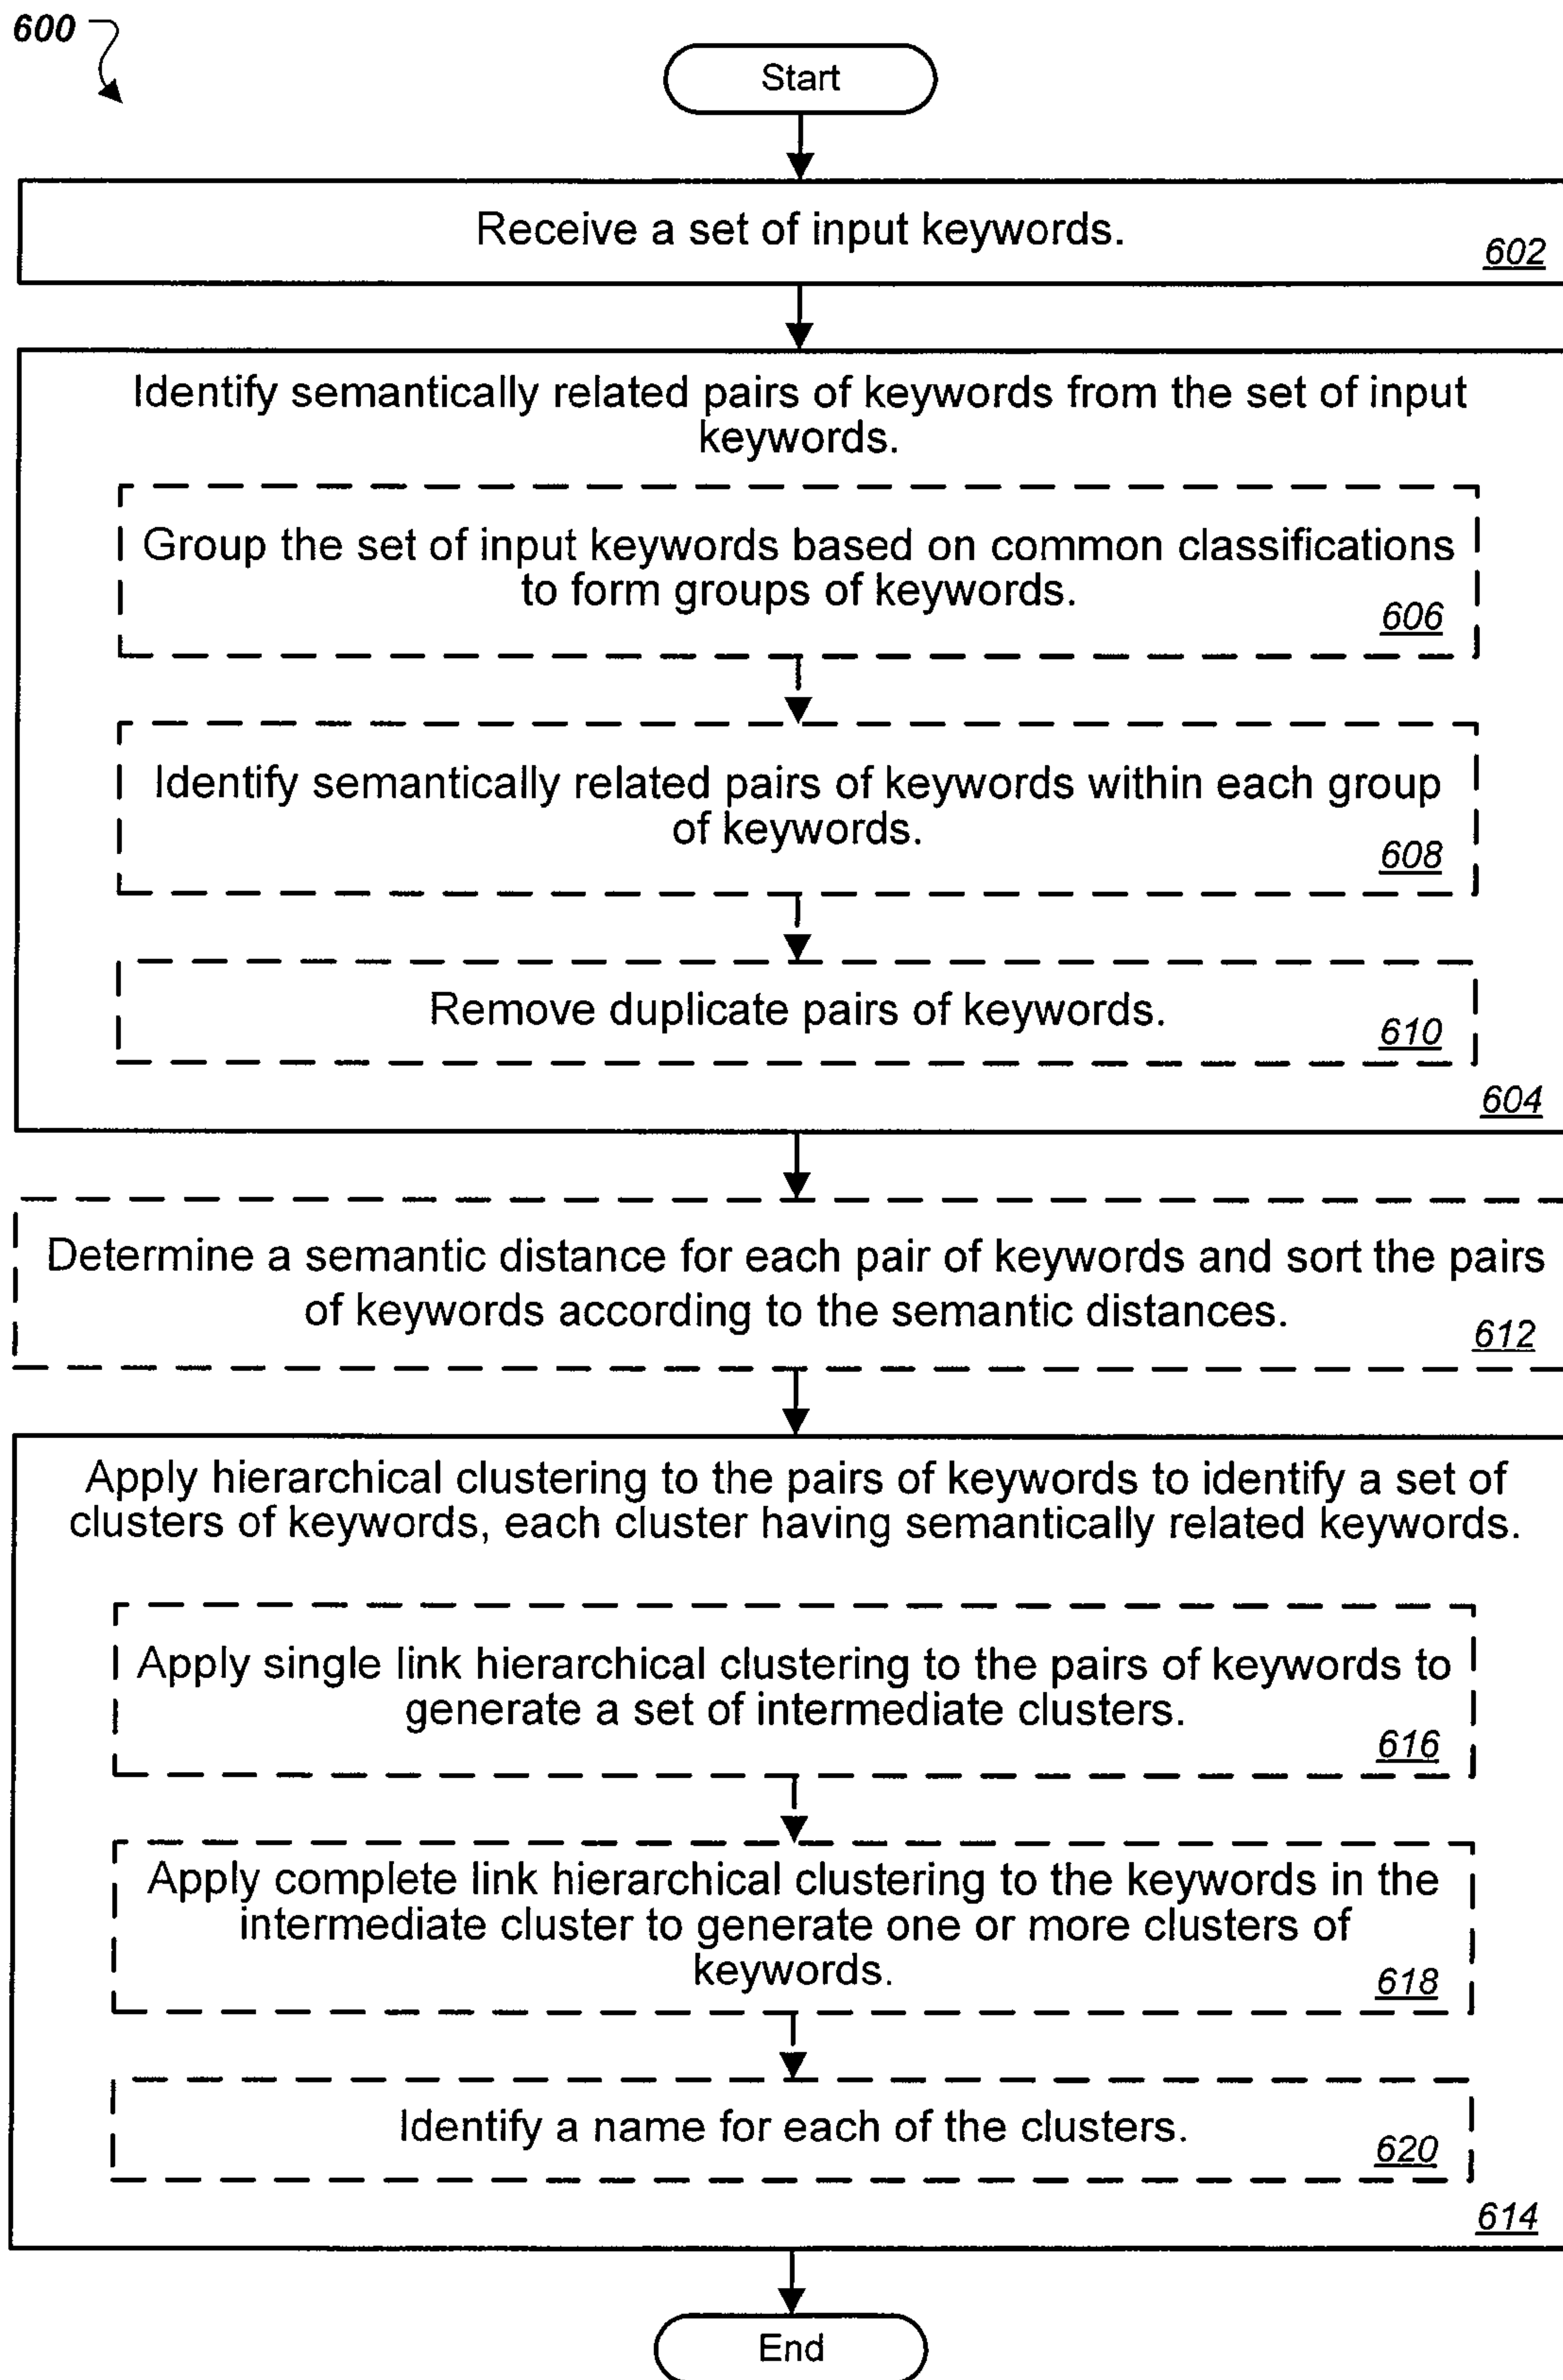 600
Start
Receive a set of input keywords.
602
Identify semantically related pairs of keywords from the set of input
keywords.
Group the set of input keywords based on common classifications
to form groups of keywords.
606
Identify semantically related pairs of keywords within each group
of keywords.
608
Remove duplicate pairs of keywords.
610
604
Determine a semantic distance for each pair of keywords and sort the pairs
of keywords according to the semantic distances.
612
Apply hierarchical clustering to the pairs of keywords to identify a set of
clusters of keywords, each cluster having semantically related keywords.
Apply single link hierarchical clustering to the pairs of keywords to
generate a set of intermediate clusters.
616
Apply complete link hierarchical clustering to the keywords in the
intermediate cluster to generate one or more clusters of
keywords.
618
Identify a name for each of the clusters.
620
614
End